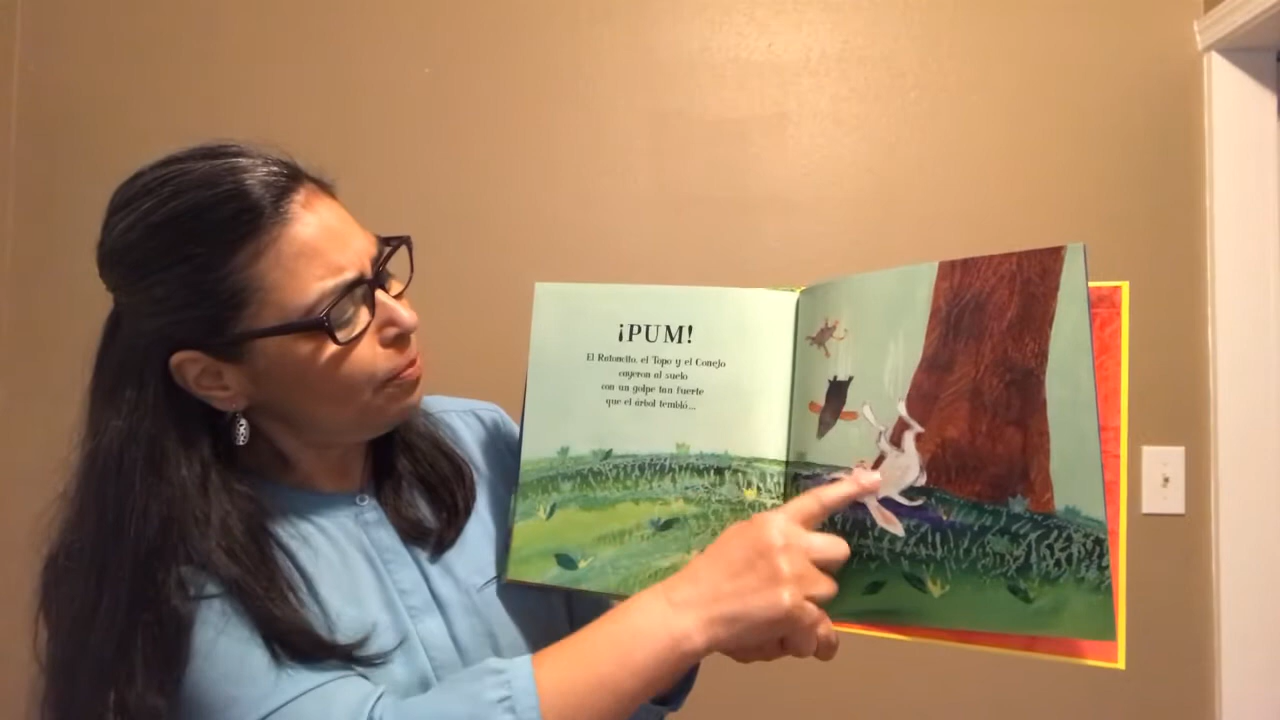 ¡PUM!
El Ratoncito, el Topo y el Conejo
cayeron al suelo
con un golpe tan fuerte
que el árbol tembló...